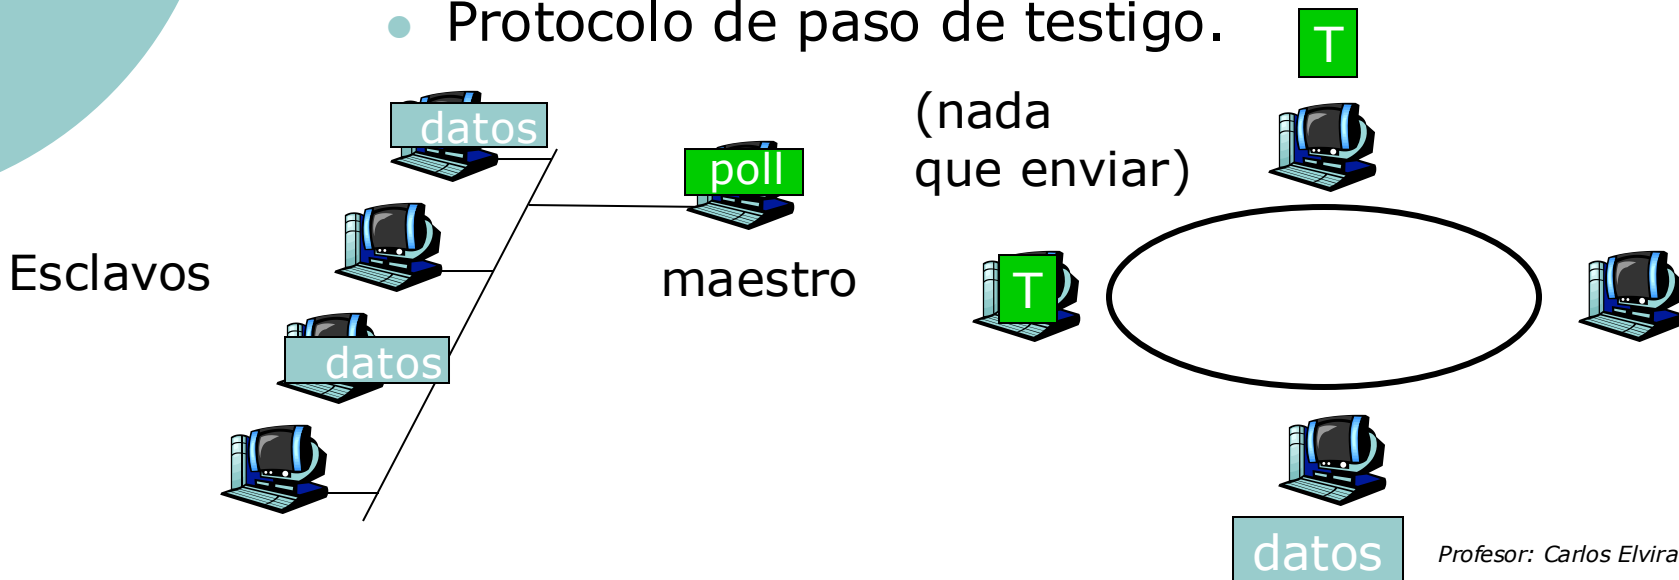 Protocolo de paso de testigo.
T
datos
poll
(nada
que enviar)
Esclavos
maestro
T
datos
datos
Profesor: Carlos Elvira